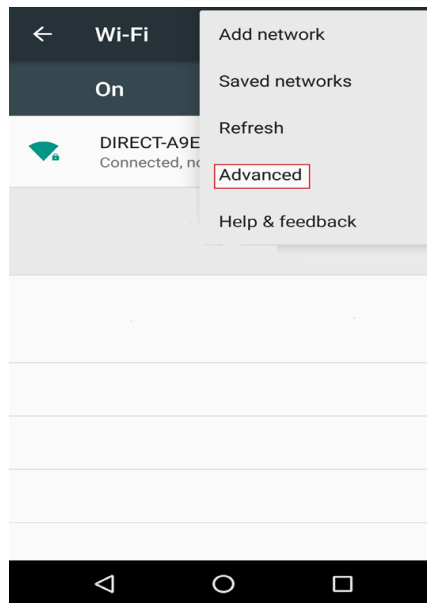 Wi-Fi
On
DIRECT-A9E
Connected, no
Add network
Saved networks
Refresh
Advanced
Help & feedback